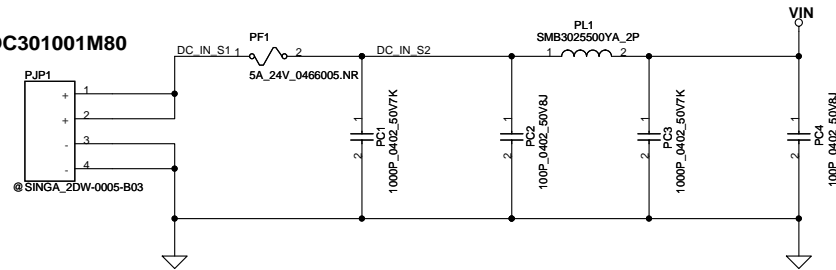 VIN
DC301001M80
PF1
PL1
SMB3025500YA_2P
DC_IN_S1
1
2
DC_IN_S2
1
2
5A_24V_0466005.NR
PJP1
+
1
+
2
-
3
-
4
@SINGA_2DW-0005-B03
1
2
PC1
1000P_0402_50V7K
1
2
PC2
100P_0402_50V8J
1
2
PC3
1000P_0402_50V7K
1
2
PC4
100P_0402_50V8J